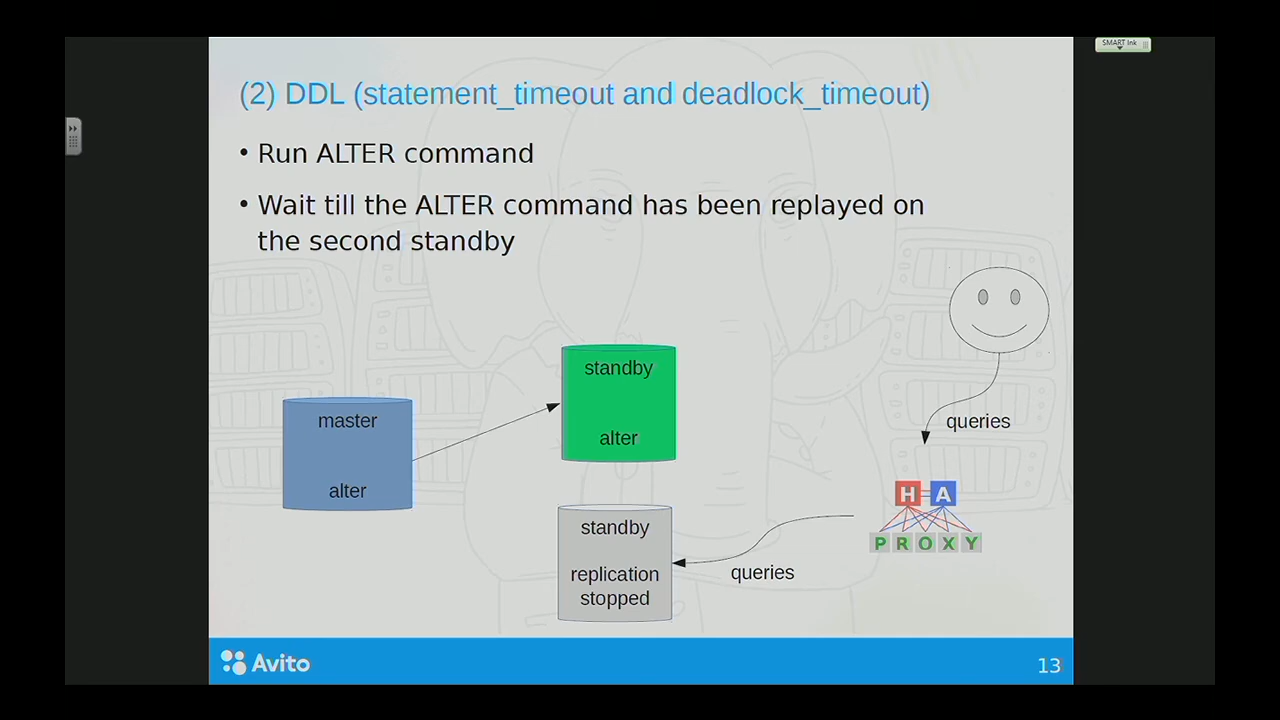 SMART Ink
(2) DDL (statement_timeout and deadlock_timeout)
• Run ALTER command
• Wait till the ALTER command has been replayed on
the second standby
standby
alter
master
alter
queries
H A
PROXY
standby
replication
stopped
queries
Avito
13